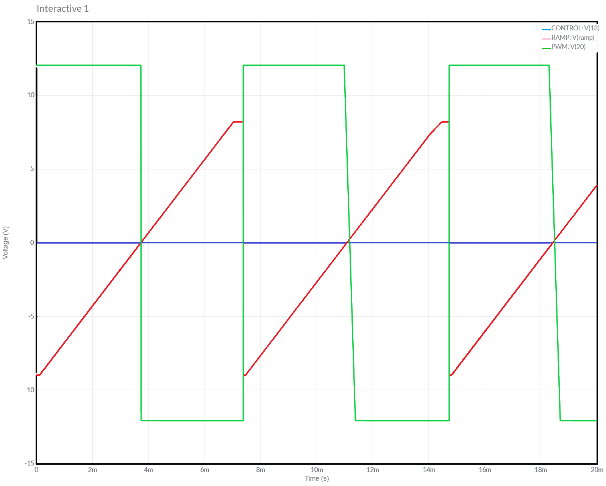 Interactive 1
CONTROL: V(18)
RAMP: V(ramp)
PWM: V(20)
15
10
5
0
-5
-10
-15
Voltage (V)
0 2m 4m 6m 8m 10m 12m 14m 16m 18m 20m
Time (s)